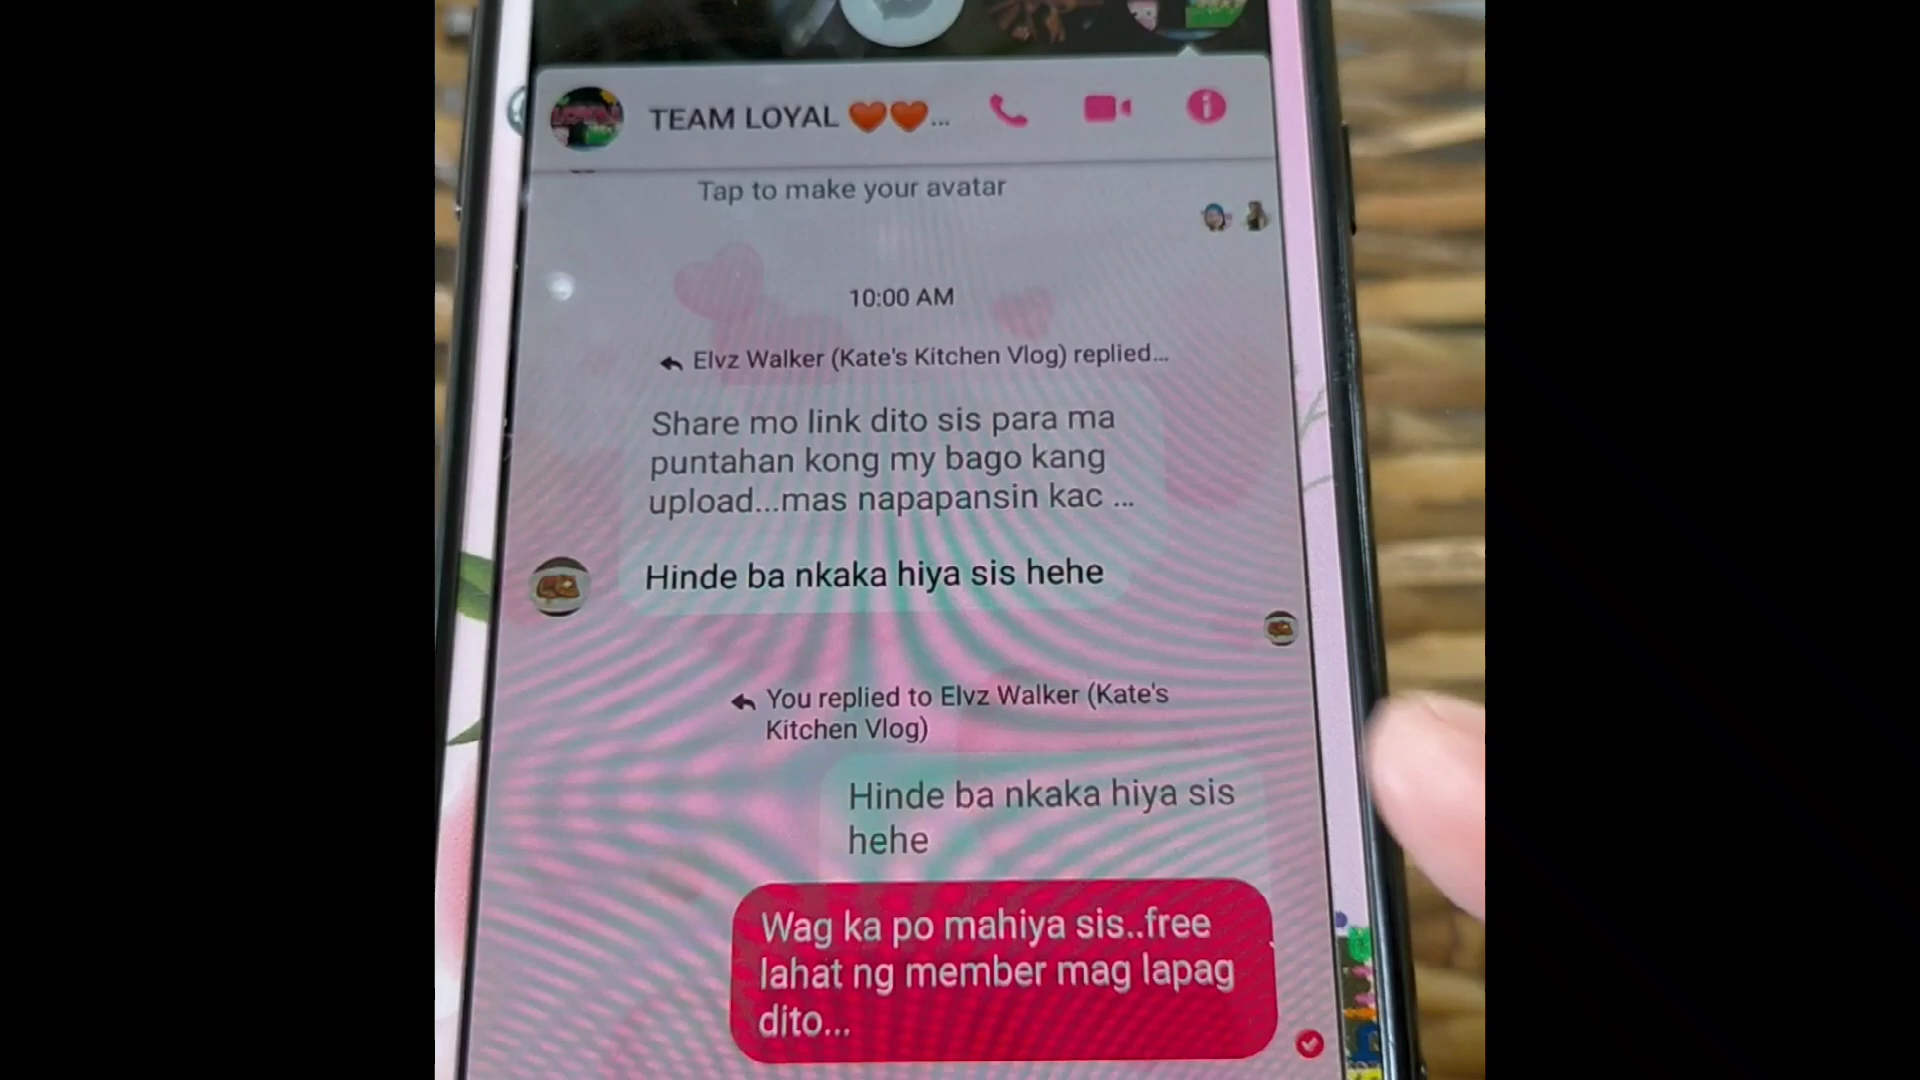 TEAM LOYAL 🧡🧡...
Tap to make your avatar
10:00 AM
Elvz Walker (Kate's Kitchen Vlog) replied...
Share mo link dito sis para ma
puntahan kong my bago kang
upload...mas napapansin kac ...
Hinde ba nkaka hiya sis hehe
You replied to Elvz Walker (Kate's
Kitchen Vlog)
Hinde ba nkaka hiya sis
hehe
Wag ka po mahiya sis..free
lahat ng member mag lapag
dito...